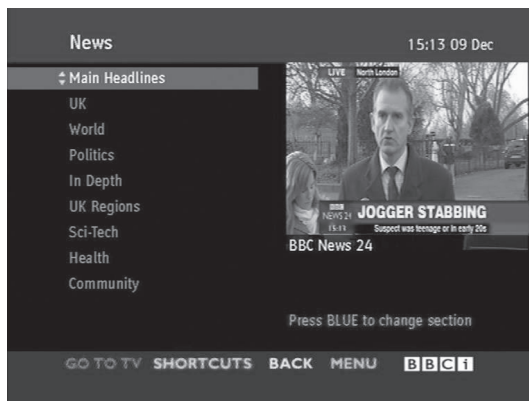 News
15:13 09 Dec
Main Headlines
UK
World
Politics
In Depth
UK Regions
Sci-Tech
Health
Community
LIVE North London
BBC
NEWS 24
JOGGER STABBING
15:13
Suspect was teenage or in early 20s
BBC News 24
Press BLUE to change section
GO TO TV SHORTCUTS BACK MENU BBCi